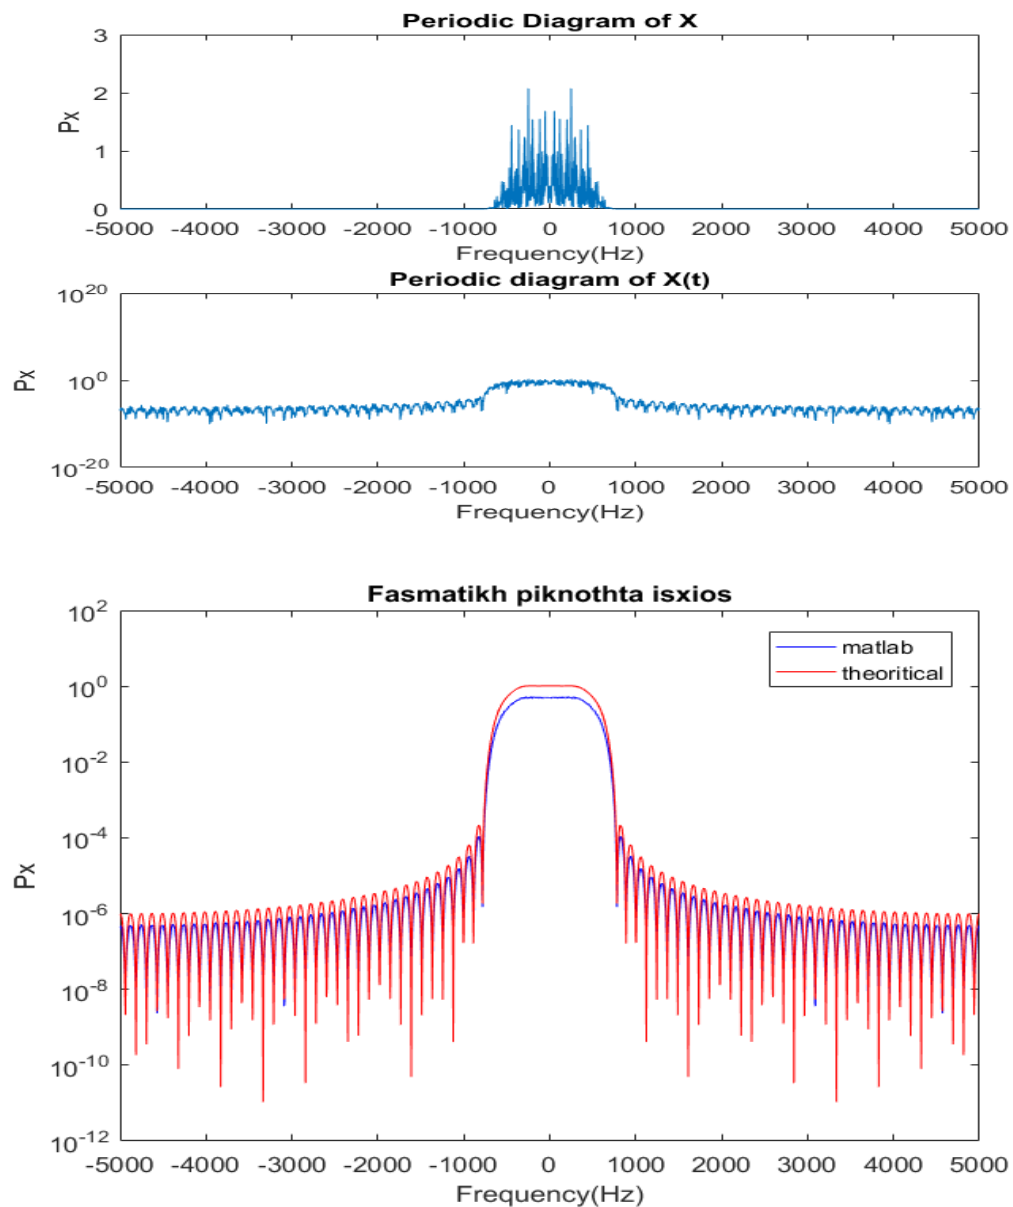 Periodic Diagram of X
3
2
1
0
Px
-5000 -4000 -3000 -2000 -1000 0 1000 2000 3000 4000 5000
Frequency(Hz)
Periodic diagram of X(t)
10^20
10^0
10^-20
Px
-5000 -4000 -3000 -2000 -1000 0 1000 2000 3000 4000 5000
Frequency(Hz)
Fasmatikh piknothta isxios
matlab
theoritical
10^2
10^0
10^-2
10^-4
10^-6
10^-8
10^-10
10^-12
Px
-5000 -4000 -3000 -2000 -1000 0 1000 2000 3000 4000 5000
Frequency(Hz)